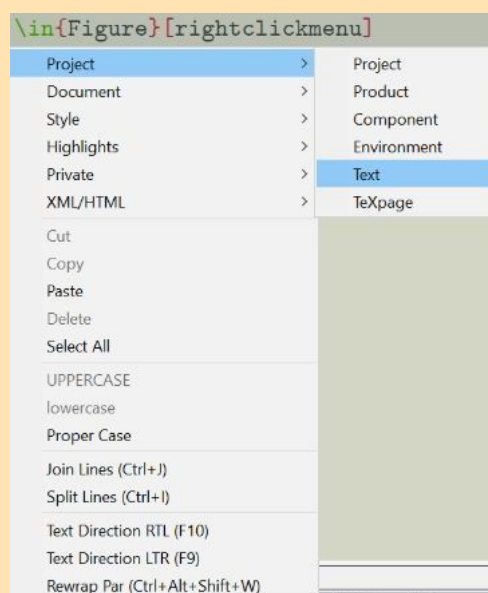 \in{Figure}[rightclickmenu]
Project >
Document >
Style >
Highlights >
Private >
XML/HTML >
Cut
Copy
Paste
Delete
Select All
UPPERCASE
lowercase
Proper Case
Join Lines (Ctrl+J)
Split Lines (Ctrl+I)
Text Direction RTL (F10)
Text Direction LTR (F9)
Rewrap Par (Ctrl+Alt+Shift+W)
Project
Product
Component
Environment
Text
TeXpage